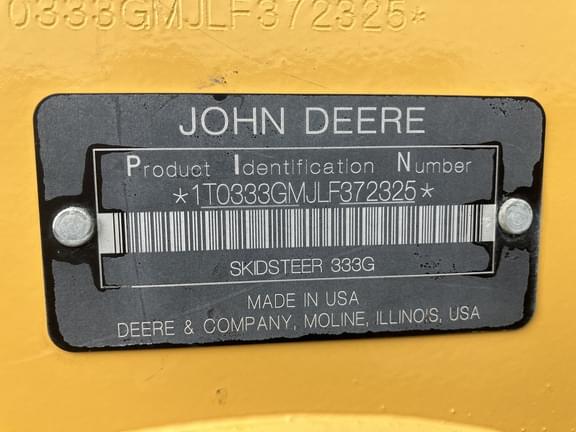 0333GMJLF372325*
JOHN DEERE
Product Identification Number
*1T0333GMJLF372325*
SKIDSTEER 333G
MADE IN USA
DEERE & COMPANY, MOLINE, ILLINOIS, USA